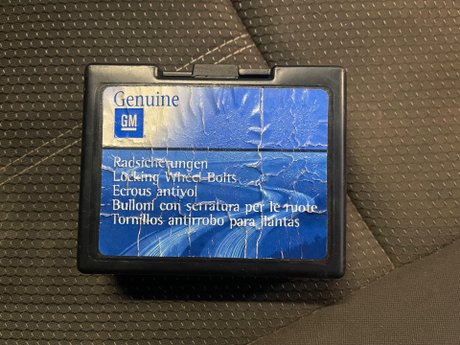 Genuine
GM
Radsicherungen
Locking Wheel Bolts
Ecrous antivol
Bulloni con serratura per le ruote
Tornillos antirrobo para llantas